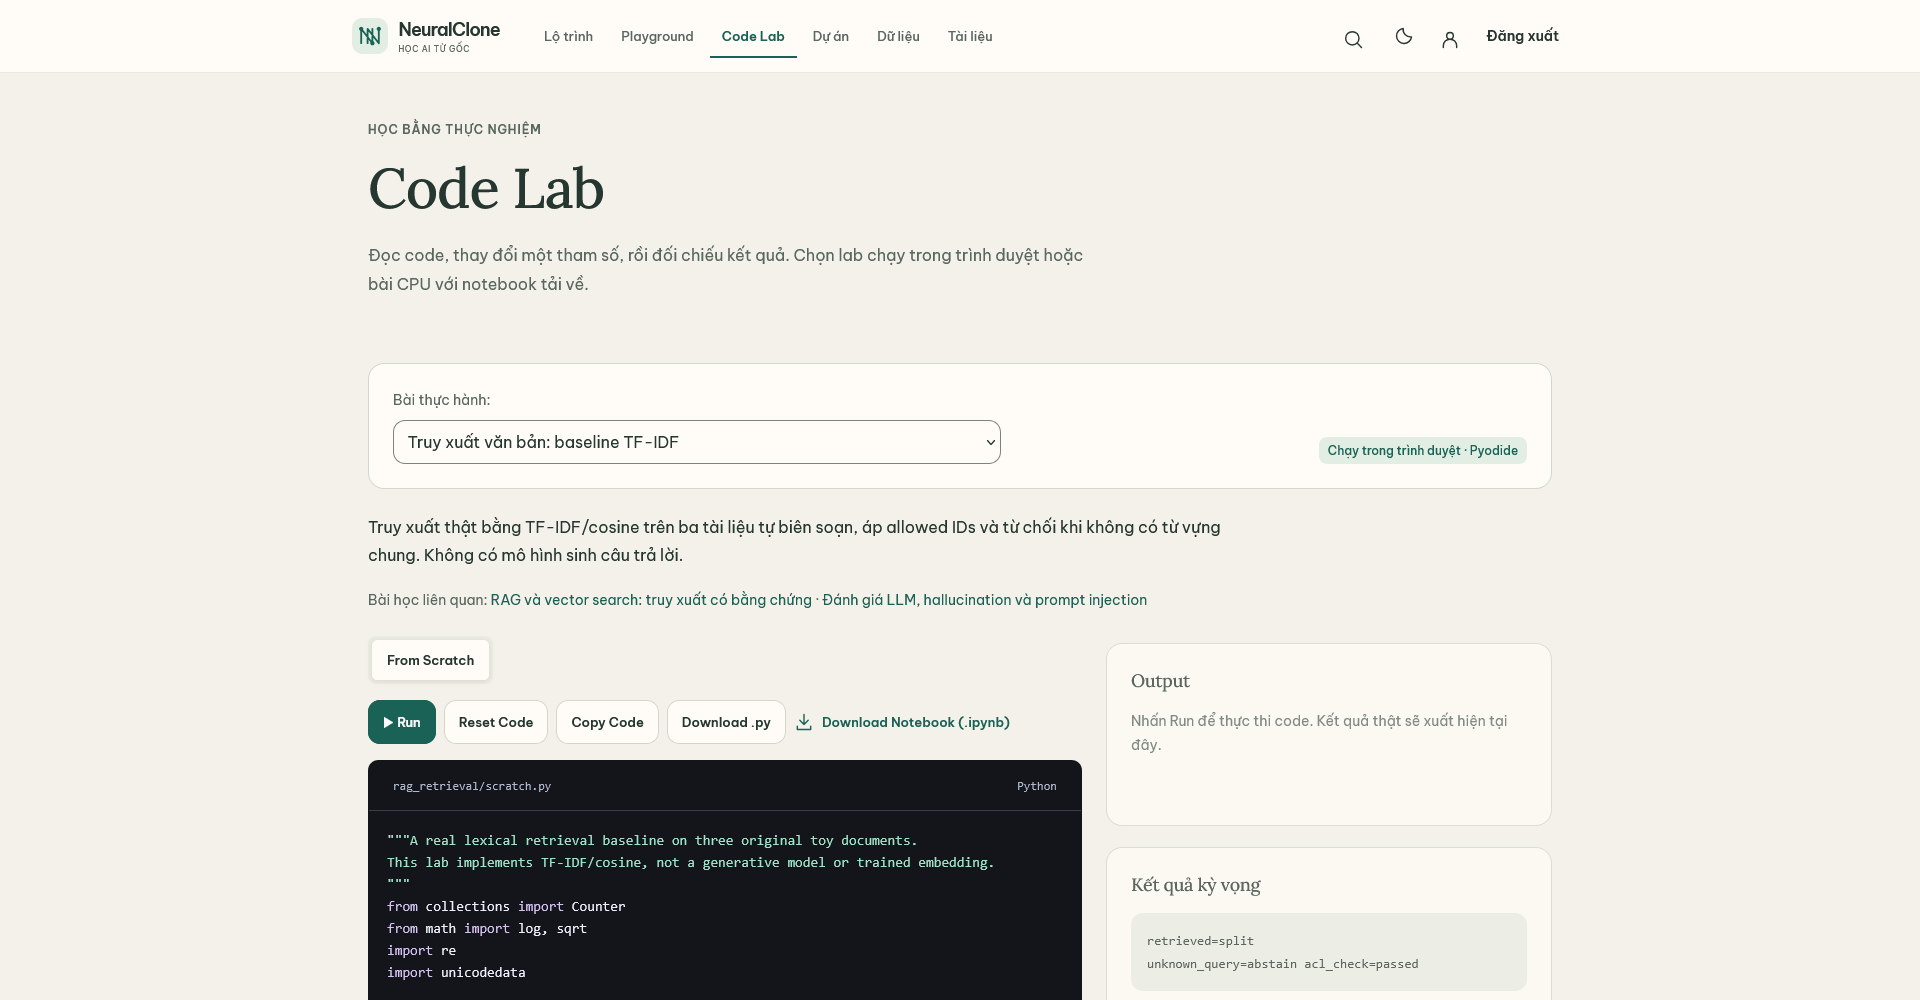 NeuralClone
HỌC AI TỪ GỐC
Lộ trình
Playground
Code Lab
Dự án
Dữ liệu
Tài liệu
Đăng xuất
HỌC BẰNG THỰC NGHIỆM
Code Lab
Đọc code, thay đổi một tham số, rồi đối chiếu kết quả. Chọn lab chạy trong trình duyệt hoặc
bài CPU với notebook tải về.
Bài thực hành:
Truy xuất văn bản: baseline TF-IDF
Chạy trong trình duyệt · Pyodide
Truy xuất thật bằng TF-IDF/cosine trên ba tài liệu tự biên soạn, áp allowed IDs và từ chối khi không có từ vựng
chung. Không có mô hình sinh câu trả lời.
Bài học liên quan: RAG và vector search: truy xuất có bằng chứng · Đánh giá LLM, hallucination và prompt injection
From Scratch
Run
Reset Code
Copy Code
Download .py
Download Notebook (.ipynb)
rag_retrieval/scratch.py
Python
"""A real lexical retrieval baseline on three original toy documents.
This lab implements TF-IDF/cosine, not a generative model or trained embedding.
"""
from collections import Counter
from math import log, sqrt
import re
import unicodedata
Output
Nhấn Run để thực thi code. Kết quả thật sẽ xuất hiện tại
đây.
Kết quả kỳ vọng
retrieved=split
unknown_query=abstain acl_check=passed